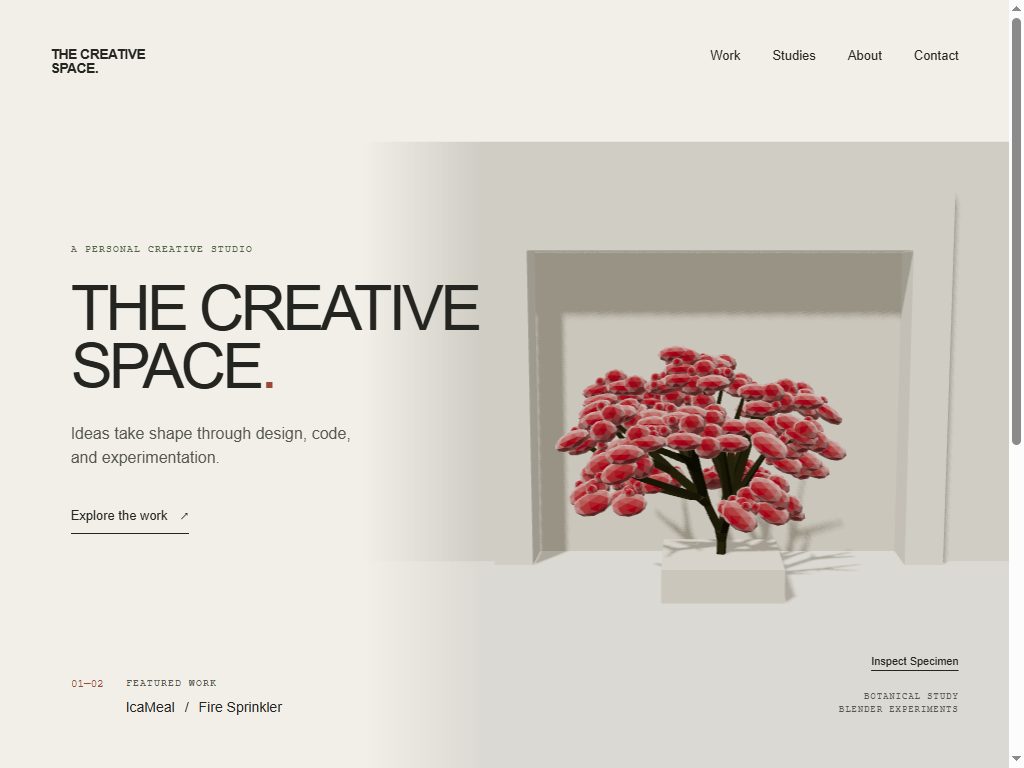 THE CREATIVE
SPACE.
Work
Studies
About
Contact
A PERSONAL CREATIVE STUDIO
THE CREATIVE
SPACE.
Ideas take shape through design, code,
and experimentation.
Explore the work ↗
01—02
FEATURED WORK
IcaMeal / Fire Sprinkler
Inspect Specimen
BOTANICAL STUDY
BLENDER EXPERIMENTS